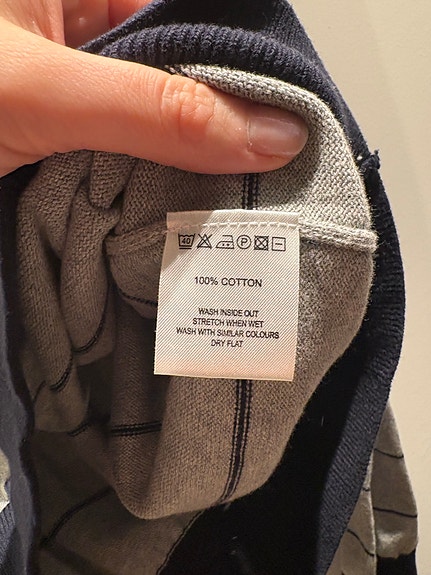 40 P
100% COTTON
WASH INSIDE OUT
STRETCH WHEN WET
WASH WITH SIMILAR COLOURS
DRY FLAT